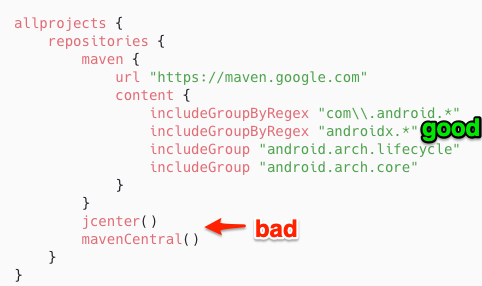 allprojects {
    repositories {
        maven {
            url "https://maven.google.com"
            content {
                includeGroupByRegex "com\\.android.*"
                includeGroupByRegex "androidx.*" good
                includeGroup "android.arch.lifecycle"
                includeGroup "android.arch.core"
            }
        }
        jcenter()
        bad
        mavenCentral()
    }
}